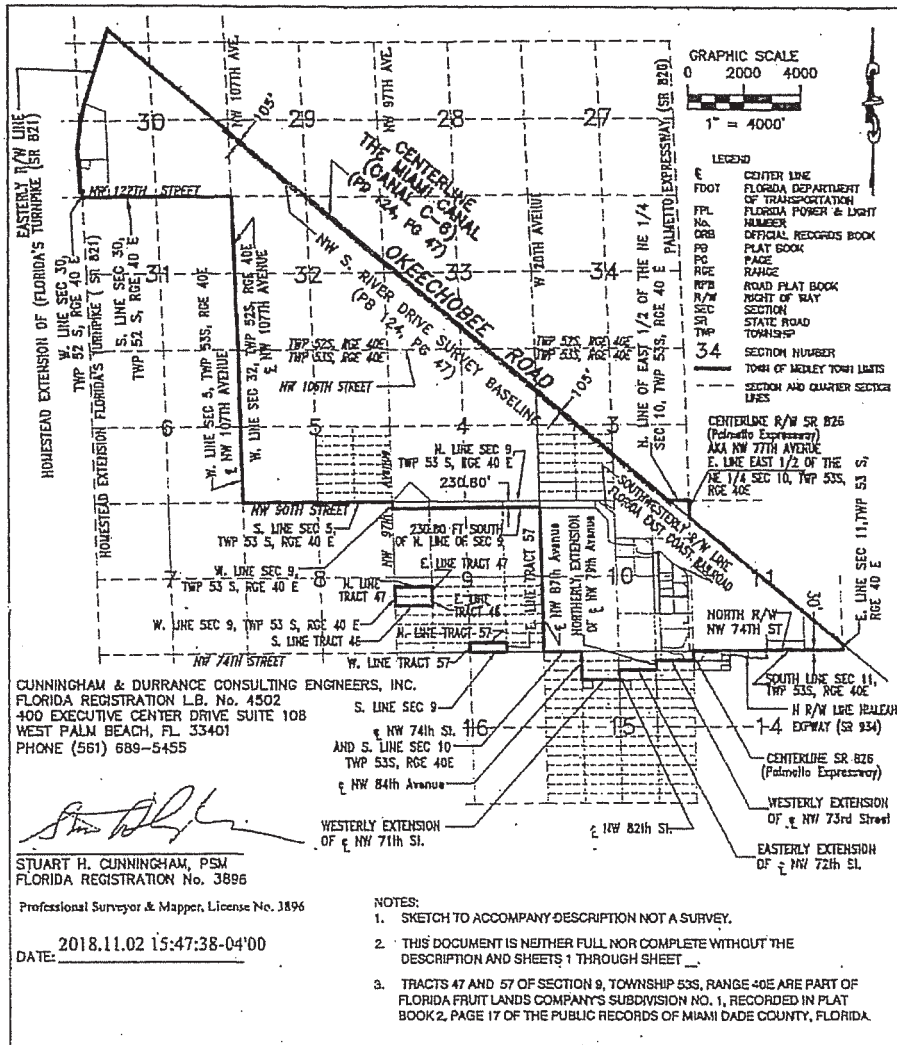 GRAPHIC SCALE
0 2000 4000
1" = 4000'
LEGEND
℄ CENTER LINE
FDOT FLORIDA DEPARTMENT
OF TRANSPORTATION
FPL FLORIDA POWER & LIGHT
No. NUMBER
ORB OFFICIAL RECORDS BOOK
PB PLAT BOOK
PG PAGE
RGE RANGE
RPB ROAD PLAT BOOK
R/W RIGHT OF WAY
SEC SECTION
SR STATE ROAD
TWP TOWNSHIP
34 SECTION NUMBER
TOWN OF MEDLEY TOWN LIMITS
SECTION AND QUARTER SECTION
LINES
EASTERLY R/W LINE
HOMESTEAD EXTENSION OF (FLORIDA'S TURNPIKE (SR 821)
30
29
28
27
NW 107TH AVE.
NW 97TH AVE.
PALMETTO EXPRESSWAY (SR 826)
105'
CENTERLINE
THE MIAMI CANAL
(CANAL C-6)
(PB 124, PG 47)
OKEECHOBEE ROAD
NW S. RIVER DRIVE SURVEY BASELINE
(PB 124, PG 47)
NW 122TH STREET
W. LINE SEC 30,
TWP 52 S, RGE 40 E
S. LINE SEC 30,
TWP 52 S, RGE 40 E
HOMESTEAD EXTENSION FLORIDA'S TURNPIKE ( SR 821)
31
32
33
34
W 20TH AVENUE
W. LINE SEC 5, TWP 53S, RGE 40E
℄ NW 107TH AVENUE
W. LINE SEC 32, TWP 52S, RGE 40E
℄ NW 107TH AVENUE
TWP 52S, RGE 40E
TWP 53S, RGE 40E
TWP 52S, RGE 40E
TWP 53S, RGE 40E
NW 106TH STREET
105'
N. LINE OF EAST 1/2 OF THE NE 1/4
SEC 10, TWP 53S, RGE 40 E
6
5
4
3
CENTERLINE R/W SR 826
(Palmetto Expressway)
AKA NW 77TH AVENUE
E. LINE EAST 1/2 OF THE
NE 1/4 SEC 10, TWP 53S,
RGE 40E
N. LINE SEC 9
TWP 53 S, RGE 40 E
230.80'
NW 90TH STREET
S. LINE SEC 5,
TWP 53 S, RGE 40 E
230.80 FT SOUTH
OF N. LINE OF SEC 9
SOUTHWESTERLY R/W LINE
FLORIDA EAST COAST RAILROAD
W. LINE SEC 9,
TWP 53 S, RGE 40 E
NW 97TH AVENUE
E. LINE TRACT 47
E. LINE TRACT 57
℄ NW 87TH Avenue
NORTHERLY EXTENSION
OF ℄ NW 79th Avenue
7
8
9
10
11
N. LINE
TRACT 47
E. LINE
TRACT 46
W. LINE SEC 9, TWP 53 S, RGE 40 E
S. LINE TRACT 46
N. LINE TRACT 57
NORTH R/W
NW 74TH ST
30'
E. LINE SEC 11, TWP 53 S,
RGE 40 E
NW 74TH STREET
W. LINE TRACT 57
S. LINE SEC 9
SOUTH LINE SEC 11,
TWP 53S, RGE 40E
N R/W LINE HIALEAH
EXPWAY (SR 934)
16
15
14
℄ NW 74th St.
AND S. LINE SEC 10
TWP 53S, RGE 40E
℄ NW 84th Avenue
CENTERLINE SR 826
(Palmetto Expressway)
WESTERLY EXTENSION
OF ℄ NW 73rd Street
WESTERLY EXTENSION
OF ℄ NW 71th St.
℄ NW 82th St.
EASTERLY EXTENSION
OF ℄ NW 72th St.
CUNNINGHAM & DURRANCE CONSULTING ENGINEERS, INC.
FLORIDA REGISTRATION L.B. No. 4502
400 EXECUTIVE CENTER DRIVE SUITE 108
WEST PALM BEACH, FL. 33401
PHONE (561) 689-5455
STUART H. CUNNINGHAM, PSM
FLORIDA REGISTRATION No. 3896
Professional Surveyor & Mapper, License No. 3896
DATE: 2018.11.02 15:47:38-04'00
NOTES:
1. SKETCH TO ACCOMPANY DESCRIPTION NOT A SURVEY.
2. THIS DOCUMENT IS NEITHER FULL NOR COMPLETE WITHOUT THE
DESCRIPTION AND SHEETS 1 THROUGH SHEET __.
3. TRACTS 47 AND 57 OF SECTION 9, TOWNSHIP 53S, RANGE 40E ARE PART OF
FLORIDA FRUIT LANDS COMPANY'S SUBDIVISION NO. 1, RECORDED IN PLAT
BOOK 2, PAGE 17 OF THE PUBLIC RECORDS OF MIAMI DADE COUNTY, FLORIDA.